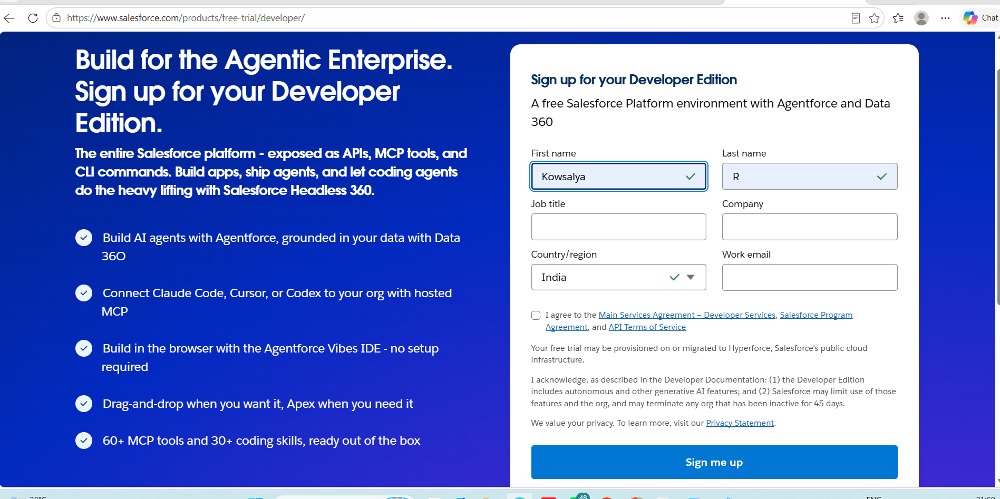 https://www.salesforce.com/products/free-trial/developer/
Chat
Build for the Agentic Enterprise.
Sign up for your Developer
Edition.
The entire Salesforce platform - exposed as APIs, MCP tools, and
CLI commands. Build apps, ship agents, and let coding agents
do the heavy lifting with Salesforce Headless 360.
Build AI agents with Agentforce, grounded in your data with Data
36O
Connect Claude Code, Cursor, or Codex to your org with hosted
MCP
Build in the browser with the Agentforce Vibes IDE - no setup
required
Drag-and-drop when you want it, Apex when you need it
60+ MCP tools and 30+ coding skills, ready out of the box
Sign up for your Developer Edition
A free Salesforce Platform environment with Agentforce and Data
360
First name
Last name
Kowsalya
R
Job title
Company
Country/region
Work email
India
I agree to the Main Services Agreement – Developer Services, Salesforce Program
Agreement, and API Terms of Service
Your free trial may be provisioned on or migrated to Hyperforce, Salesforce's public cloud
infrastructure.
I acknowledge, as described in the Developer Documentation: (1) the Developer Edition
includes autonomous and other generative AI features; and (2) Salesforce may limit use of those
features and the org, and may terminate any org that has been inactive for 45 days.
We value your privacy. To learn more, visit our Privacy Statement.
Sign me up
48
ENG